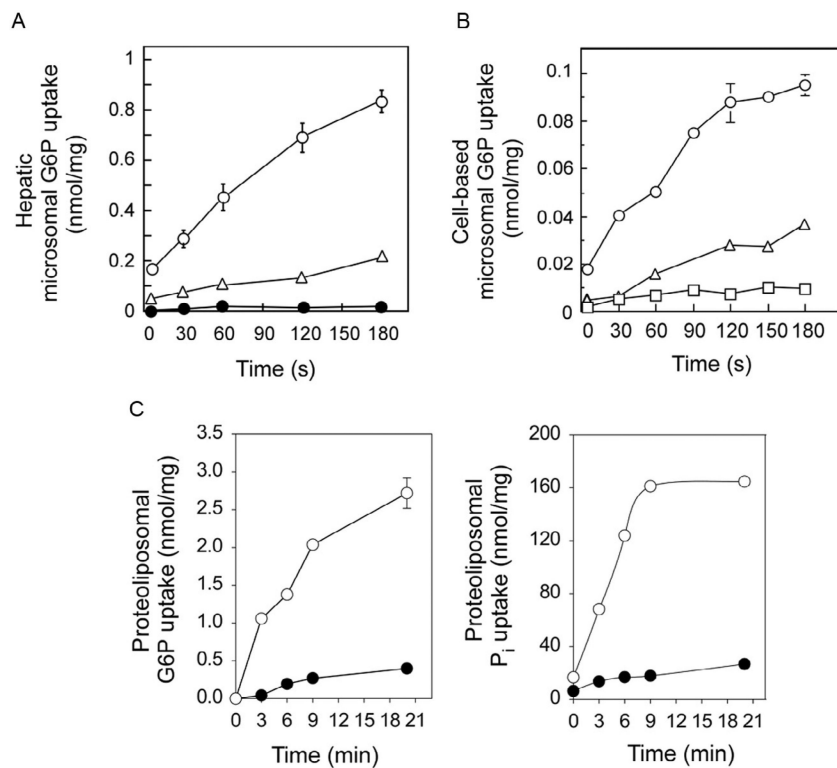 A
Hepatic
microsomal G6P uptake
(nmol/mg)
1
0.8
0.6
0.4
0.2
0
0 30 60 90 120 150 180
Time (s)
B
Cell-based
microsomal G6P uptake
(nmol/mg)
0.1
0.08
0.06
0.04
0.02
0
0 30 60 90 120 150 180
Time (s)
C
Proteoliposomal
G6P uptake (nmol/mg)
3.5
3.0
2.5
2.0
1.5
1.0
0.5
0.0
0 3 6 9 12 15 18 21
Time (min)
Proteoliposomal
Pi uptake (nmol/mg)
200
160
120
80
40
0
0 3 6 9 12 15 18 21
Time (min)